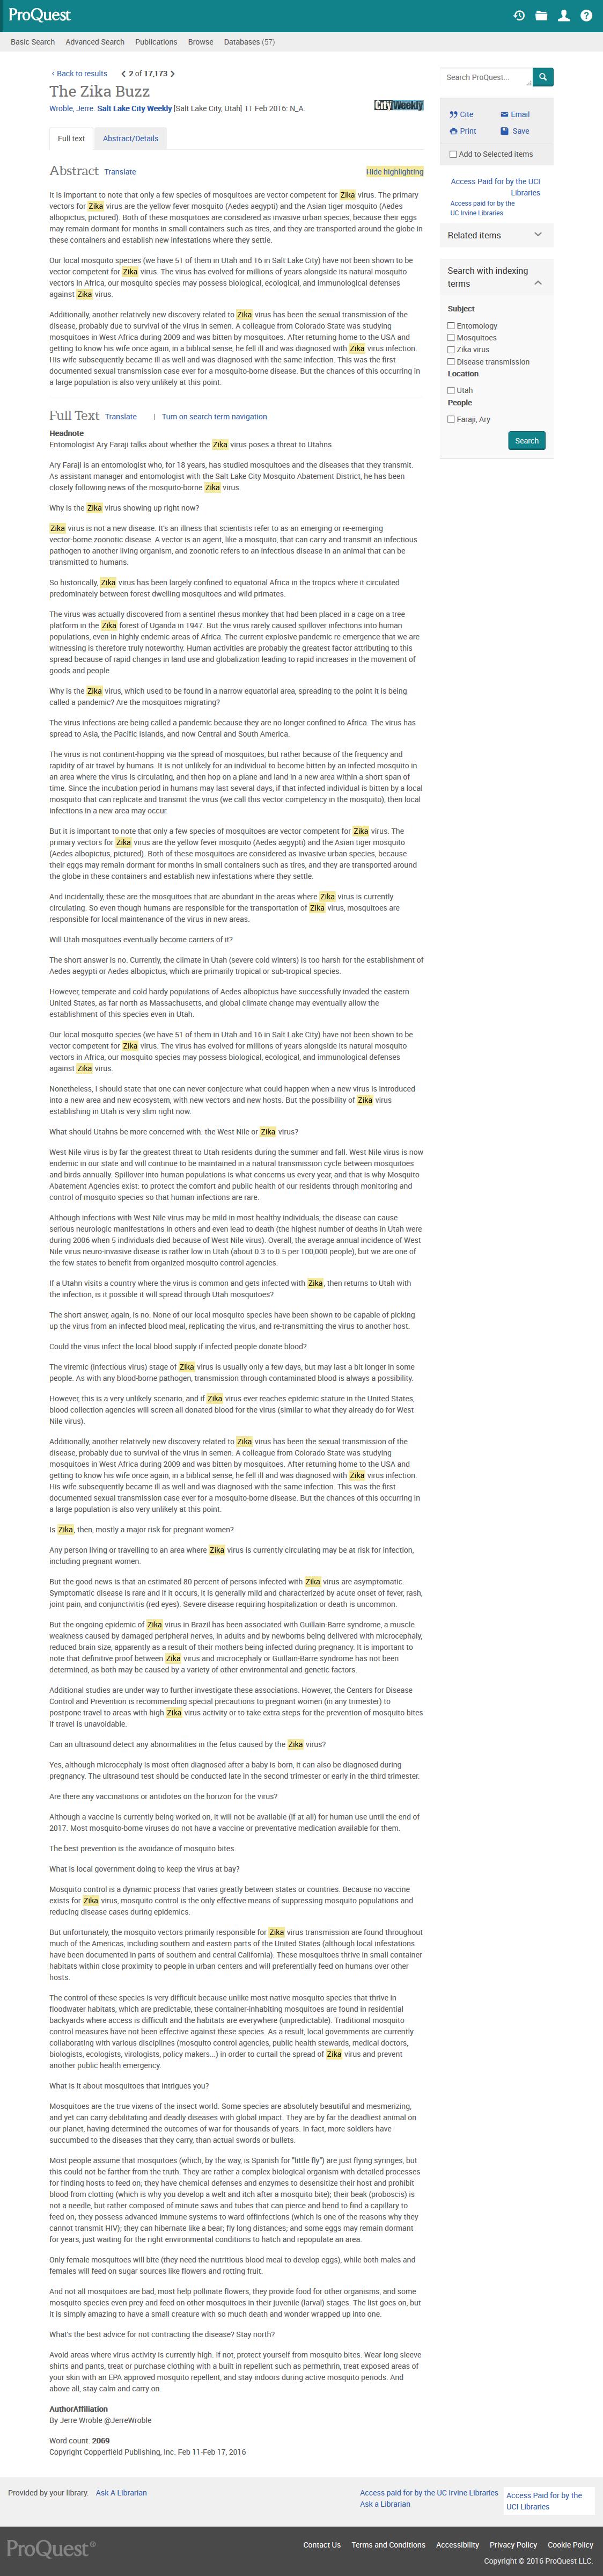 ProQuest
Basic Search Advanced Search Publications Browse Databases (57)
‹ Back to results 2 of 17,173
The Zika Buzz
Wroble, Jerre. Salt Lake City Weekly [Salt Lake City, Utah] 11 Feb 2016: N_A.
City Weekly
Full text Abstract/Details
Abstract Translate Hide highlighting
It is important to note that only a few species of mosquitoes are vector competent for Zika virus. The primary
vectors for Zika virus are the yellow fever mosquito (Aedes aegypti) and the Asian tiger mosquito (Aedes
albopictus, pictured). Both of these mosquitoes are considered as invasive urban species, because their eggs
may remain dormant for months in small containers such as tires, and they are transported around the globe in
these containers and establish new infestations where they settle.
Our local mosquito species (we have 51 of them in Utah and 16 in Salt Lake City) have not been shown to be
vector competent for Zika virus. The virus has evolved for millions of years alongside its natural mosquito
vectors in Africa, our mosquito species may possess biological, ecological, and immunological defenses
against Zika virus.
Additionally, another relatively new discovery related to Zika virus has been the sexual transmission of the
disease, probably due to survival of the virus in semen. A colleague from Colorado State was studying
mosquitoes in West Africa during 2009 and was bitten by mosquitoes. After returning home to the USA and
getting to know his wife once again, in a biblical sense, he fell ill and was diagnosed with Zika virus infection.
His wife subsequently became ill as well and was diagnosed with the same infection. This was the first
documented sexual transmission case ever for a mosquito-borne disease. But the chances of this occurring in
a large population is also very unlikely at this point.
Full Text Translate | Turn on search term navigation
Headnote
Entomologist Ary Faraji talks about whether the Zika virus poses a threat to Utahns.
Ary Faraji is an entomologist who, for 18 years, has studied mosquitoes and the diseases that they transmit.
As assistant manager and entomologist with the Salt Lake City Mosquito Abatement District, he has been
closely following news of the mosquito-borne Zika virus.
Why is the Zika virus showing up right now?
Zika virus is not a new disease. It's an illness that scientists refer to as an emerging or re-emerging
vector-borne zoonotic disease. A vector is an agent, like a mosquito, that can carry and transmit an infectious
pathogen to another living organism, and zoonotic refers to an infectious disease in an animal that can be
transmitted to humans.
So historically, Zika virus has been largely confined to equatorial Africa in the tropics where it circulated
predominately between forest dwelling mosquitoes and wild primates.
The virus was actually discovered from a sentinel rhesus monkey that had been placed in a cage on a tree
platform in the Zika forest of Uganda in 1947. But the virus rarely caused spillover infections into human
populations, even in highly endemic areas of Africa. The current explosive pandemic re-emergence that we are
witnessing is therefore truly noteworthy. Human activities are probably the greatest factor attributing to this
spread because of rapid changes in land use and globalization leading to rapid increases in the movement of
goods and people.
Why is the Zika virus, which used to be found in a narrow equatorial area, spreading to the point it is being
called a pandemic? Are the mosquitoes migrating?
The virus infections are being called a pandemic because they are no longer confined to Africa. The virus has
spread to Asia, the Pacific Islands, and now Central and South America.
The virus is not continent-hopping via the spread of mosquitoes, but rather because of the frequency and
rapidity of air travel by humans. It is not unlikely for an individual to become bitten by an infected mosquito in
an area where the virus is circulating, and then hop on a plane and land in a new area within a short span of
time. Since the incubation period in humans may last several days, if that infected individual is bitten by a local
mosquito that can replicate and transmit the virus (we call this vector competency in the mosquito), then local
infections in a new area may occur.
But it is important to note that only a few species of mosquitoes are vector competent for Zika virus. The
primary vectors for Zika virus are the yellow fever mosquito (Aedes aegypti) and the Asian tiger mosquito
(Aedes albopictus, pictured). Both of these mosquitoes are considered as invasive urban species, because
their eggs may remain dormant for months in small containers such as tires, and they are transported around
the globe in these containers and establish new infestations where they settle.
And incidentally, these are the mosquitoes that are abundant in the areas where Zika virus is currently
circulating. So even though humans are responsible for the transportation of Zika virus, mosquitoes are
responsible for local maintenance of the virus in new areas.
Will Utah mosquitoes eventually become carriers of it?
The short answer is no. Currently, the climate in Utah (severe cold winters) is too harsh for the establishment of
Aedes aegypti or Aedes albopictus, which are primarily tropical or sub-tropical species.
However, temperate and cold hardy populations of Aedes albopictus have successfully invaded the eastern
United States, as far north as Massachusetts, and global climate change may eventually allow the
establishment of this species even in Utah.
Our local mosquito species (we have 51 of them in Utah and 16 in Salt Lake City) have not been shown to be
vector competent for Zika virus. The virus has evolved for millions of years alongside its natural mosquito
vectors in Africa, our mosquito species may possess biological, ecological, and immunological defenses
against Zika virus.
Nonetheless, I should state that one can never conjecture what could happen when a new virus is introduced
into a new area and new ecosystem, with new vectors and new hosts. But the possibility of Zika virus
establishing in Utah is very slim right now.
What should Utahns be more concerned with: the West Nile or Zika virus?
West Nile virus is by far the greatest threat to Utah residents during the summer and fall. West Nile virus is now
endemic in our state and will continue to be maintained in a natural transmission cycle between mosquitoes
and birds annually. Spillover into human populations is what concerns us every year, and that is why Mosquito
Abatement Agencies exist: to protect the comfort and public health of our residents through monitoring and
control of mosquito species so that human infections are rare.
Although infections with West Nile virus may be mild in most healthy individuals, the disease can cause
serious neurologic manifestations in others and even lead to death (the highest number of deaths in Utah were
during 2006 when 5 individuals died because of West Nile virus). Overall, the average annual incidence of West
Nile virus neuro-invasive disease is rather low in Utah (about 0.3 to 0.5 per 100,000 people), but we are one of
the few states to benefit from organized mosquito control agencies.
If a Utahn visits a country where the virus is common and gets infected with Zika, then returns to Utah with
the infection, is it possible it will spread through Utah mosquitoes?
The short answer, again, is no. None of our local mosquito species have been shown to be capable of picking
up the virus from an infected blood meal, replicating the virus, and re-transmitting the virus to another host.
Could the virus infect the local blood supply if infected people donate blood?
The viremic (infectious virus) stage of Zika virus is usually only a few days, but may last a bit longer in some
people. As with any blood-borne pathogen, transmission through contaminated blood is always a possibility.
However, this is a very unlikely scenario, and if Zika virus ever reaches epidemic stature in the United States,
blood collection agencies will screen all donated blood for the virus (similar to what they already do for West
Nile virus).
Additionally, another relatively new discovery related to Zika virus has been the sexual transmission of the
disease, probably due to survival of the virus in semen. A colleague from Colorado State was studying
mosquitoes in West Africa during 2009 and was bitten by mosquitoes. After returning home to the USA and
getting to know his wife once again, in a biblical sense, he fell ill and was diagnosed with Zika virus infection.
His wife subsequently became ill as well and was diagnosed with the same infection. This was the first
documented sexual transmission case ever for a mosquito-borne disease. But the chances of this occurring in
a large population is also very unlikely at this point.
Is Zika, then, mostly a major risk for pregnant women?
Any person living or travelling to an area where Zika virus is currently circulating may be at risk for infection,
including pregnant women.
But the good news is that an estimated 80 percent of persons infected with Zika virus are asymptomatic.
Symptomatic disease is rare and if it occurs, it is generally mild and characterized by acute onset of fever, rash,
joint pain, and conjunctivitis (red eyes). Severe disease requiring hospitalization or death is uncommon.
But the ongoing epidemic of Zika virus in Brazil has been associated with Guillain-Barre syndrome, a muscle
weakness caused by damaged peripheral nerves, in adults and by newborns being delivered with microcephaly,
reduced brain size, apparently as a result of their mothers being infected during pregnancy. It is important to
note that definitive proof between Zika virus and microcephaly or Guillain-Barre syndrome has not been
determined, as both may be caused by a variety of other environmental and genetic factors.
Additional studies are under way to further investigate these associations. However, the Centers for Disease
Control and Prevention is recommending special precautions to pregnant women (in any trimester) to
postpone travel to areas with high Zika virus activity or to take extra steps for the prevention of mosquito bites
if travel is unavoidable.
Can an ultrasound detect any abnormalities in the fetus caused by the Zika virus?
Yes, although microcephaly is most often diagnosed after a baby is born, it can also be diagnosed during
pregnancy. The ultrasound test should be conducted late in the second trimester or early in the third trimester.
Are there any vaccinations or antidotes on the horizon for the virus?
Although a vaccine is currently being worked on, it will not be available (if at all) for human use until the end of
2017. Most mosquito-borne viruses do not have a vaccine or preventative medication available for them.
The best prevention is the avoidance of mosquito bites.
What is local government doing to keep the virus at bay?
Mosquito control is a dynamic process that varies greatly between states or countries. Because no vaccine
exists for Zika virus, mosquito control is the only effective means of suppressing mosquito populations and
reducing disease cases during epidemics.
But unfortunately, the mosquito vectors primarily responsible for Zika virus transmission are found throughout
much of the Americas, including southern and eastern parts of the United States (although local infestations
have been documented in parts of southern and central California). These mosquitoes thrive in small container
habitats within close proximity to people in urban centers and will preferentially feed on humans over other
hosts.
The control of these species is very difficult because unlike most native mosquito species that thrive in
floodwater habitats, which are predictable, these container-inhabiting mosquitoes are found in residential
backyards where access is difficult and the habitats are everywhere (unpredictable). Traditional mosquito
control measures have not been effective against these species. As a result, local governments are currently
collaborating with various disciplines (mosquito control agencies, public health stewards, medical doctors,
biologists, ecologists, virologists, policy makers...) in order to curtail the spread of Zika virus and prevent
another public health emergency.
What is it about mosquitoes that intrigues you?
Mosquitoes are the true vixens of the insect world. Some species are absolutely beautiful and mesmerizing,
and yet can carry debilitating and deadly diseases with global impact. They are by far the deadliest animal on
our planet, having determined the outcomes of war for thousands of years. In fact, more soldiers have
succumbed to the diseases that they carry, than actual swords or bullets.
Most people assume that mosquitoes (which, by the way, is Spanish for "little fly") are just flying syringes, but
this could not be farther from the truth. They are rather a complex biological organism with detailed processes
for finding hosts to feed on; they have chemical defenses and enzymes to desensitize their host and prohibit
blood from clotting (which is why you develop a welt and itch after a mosquito bite); their beak (proboscis) is
not a needle, but rather composed of minute saws and tubes that can pierce and bend to find a capillary to
feed on; they possess advanced immune systems to ward offinfections (which is one of the reasons why they
cannot transmit HIV); they can hibernate like a bear; fly long distances; and some eggs may remain dormant
for years, just waiting for the right environmental conditions to hatch and repopulate an area.
Only female mosquitoes will bite (they need the nutritious blood meal to develop eggs), while both males and
females will feed on sugar sources like flowers and rotting fruit.
And not all mosquitoes are bad, most help pollinate flowers, they provide food for other organisms, and some
mosquito species even prey and feed on other mosquitoes in their juvenile (larval) stages. The list goes on, but
it is simply amazing to have a small creature with so much death and wonder wrapped up into one.
What's the best advice for not contracting the disease? Stay north?
Avoid areas where virus activity is currently high. If not, protect yourself from mosquito bites. Wear long sleeve
shirts and pants, treat or purchase clothing with a built in repellent such as permethrin, treat exposed areas of
your skin with an EPA approved mosquito repellent, and stay indoors during active mosquito periods. And
above all, stay calm and carry on.
AuthorAffiliation
By Jerre Wroble @JerreWroble
Word count: 2069
Copyright Copperfield Publishing, Inc. Feb 11-Feb 17, 2016
Search ProQuest...
Cite Email
Print Save
Add to Selected items
Access Paid for by the UCI
Libraries
Access paid for by the
UC Irvine Libraries
Related items
Search with indexing
terms
Subject
Entomology
Mosquitoes
Zika virus
Disease transmission
Location
Utah
People
Faraji, Ary
Search
Provided by your library: Ask A Librarian
Access paid for by the UC Irvine Libraries
Ask a Librarian
Access Paid for by the
UCI Libraries
ProQuest®
Contact Us Terms and Conditions Accessibility Privacy Policy Cookie Policy
Copyright © 2016 ProQuest LLC.